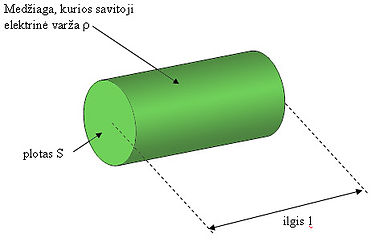 Medžiaga, kurios savitoji
elektrinė varža ρ
plotas S
ilgis l